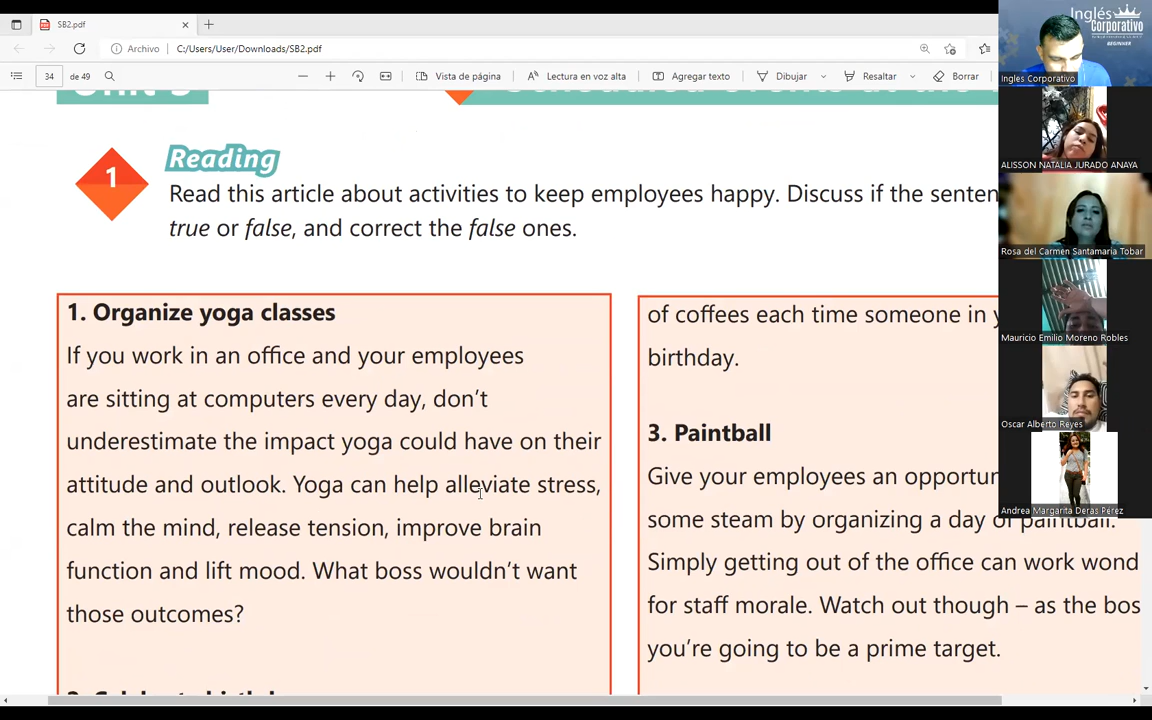 SB2.pdf
Archivo
C:/Users/User/Downloads/SB2.pdf
34
de 49
Vista de página
Lectura en voz alta
Agregar texto
Dibujar
Resaltar
Borrar
1
Reading
Read this article about activities to keep employees happy. Discuss if the senten
true or false, and correct the false ones.
1. Organize yoga classes
If you work in an office and your employees
are sitting at computers every day, don’t
underestimate the impact yoga could have on their
attitude and outlook. Yoga can help alleviate stress,
calm the mind, release tension, improve brain
function and lift mood. What boss wouldn’t want
those outcomes?
of coffees each time someone in y
birthday.
3. Paintball
Give your employees an opportun
some steam by organizing a day of paintball.
Simply getting out of the office can work wond
for staff morale. Watch out though – as the bos
you’re going to be a prime target.
Inglés
Corporativo
BEGINNER
Ingles Corporativo
ALISSON NATALIA JURADO ANAYA
Rosa del Carmen Santamaria Tobar
Mauricio Emilio Moreno Robles
Oscar Alberto Reyes
Andrea Margarita Deras Pérez